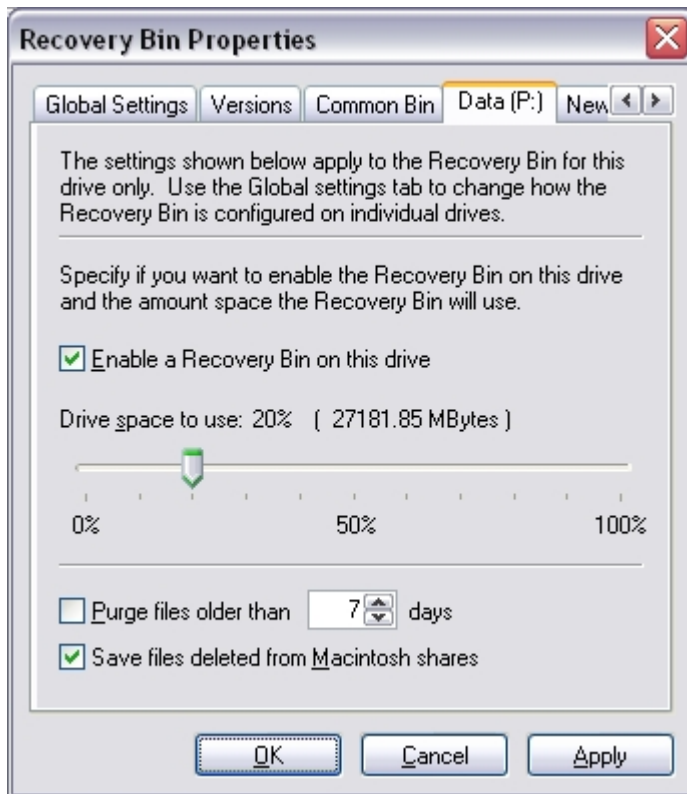 Recovery Bin Properties
Global Settings Versions Common Bin Data (P:) New
The settings shown below apply to the Recovery Bin for this
drive only.  Use the Global settings tab to change how the
Recovery Bin is configured on individual drives.
Specify if you want to enable the Recovery Bin on this drive
and the amount space the Recovery Bin will use.
Enable a Recovery Bin on this drive
Drive space to use: 20% ( 27181.85 MBytes )
0% 50% 100%
Purge files older than 7 days
Save files deleted from Macintosh shares
OK Cancel Apply